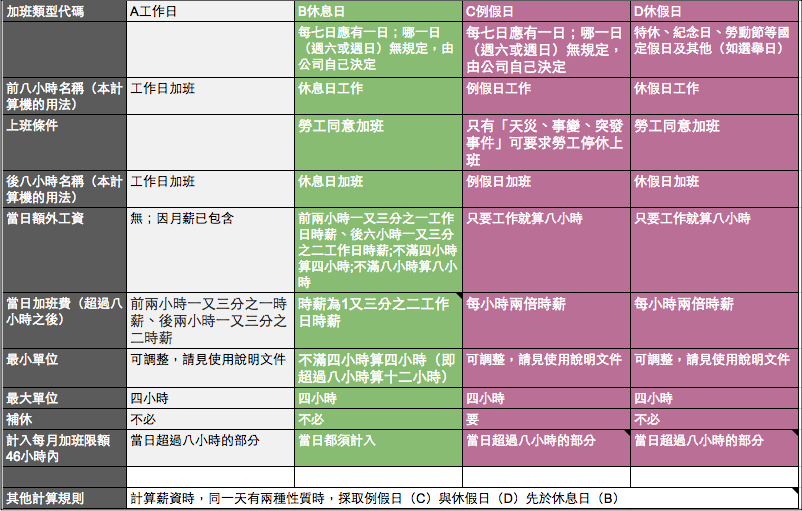 加班類型代碼
A工作日
B休息日
C例假日
D休假日
每七日應有一日；哪一日
（週六或週日）無規定，由
公司自己決定
每七日應有一日；哪一日
（週六或週日）無規定，由
公司自己決定
特休、紀念日、勞動節等國
定假日及其他（如選舉日）
前八小時名稱（本計
算機的用法）
工作日加班
休息日工作
例假日工作
休假日工作
上班條件
勞工同意加班
只有「天災、事變、突發
事件」可要求勞工停休上
班
勞工同意加班
後八小時名稱（本計
算機的用法）
工作日加班
休息日加班
例假日加班
休假日加班
當日額外工資
無；因月薪已包含
前兩小時一又三分之一工作
日時薪、後六小時一又三分
之二工作日時薪;不滿四小時
算四小時;不滿八小時算八小
時
只要工作就算八小時
只要工作就算八小時
當日加班費（超過八
小時之後）
前兩小時一又三分之一時
薪、後兩小時一又三分之
二時薪
時薪為1又三分之二工作
日時薪
每小時兩倍時薪
每小時兩倍時薪
最小單位
可調整，請見使用說明文件
不滿四小時算四小時（即
超過八小時算十二小時）
可調整，請見使用說明文件
可調整，請見使用說明文件
最大單位
四小時
四小時
四小時
四小時
補休
不必
不必
要
不必
計入每月加班限額
46小時內
當日超過八小時的部分
當日都須計入
當日超過八小時的部分
當日超過八小時的部分
其他計算規則
計算薪資時，同一天有兩種性質時，採取例假日（C）與休假日（D）先於休息日（B）